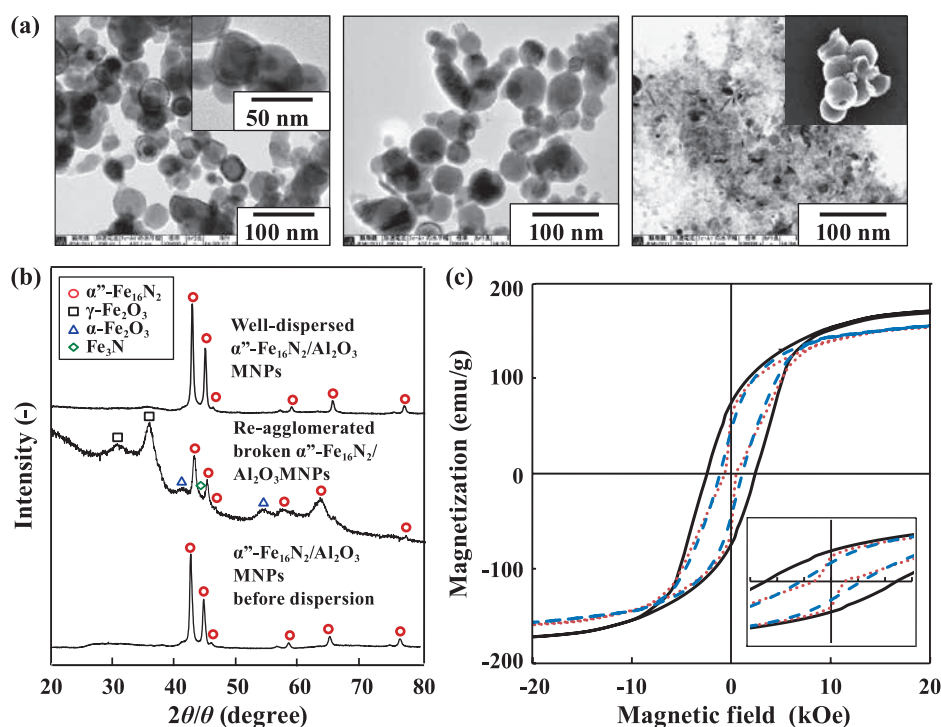 (a)
50 nm
100 nm
100 nm
100 nm
(b)
α”-Fe₁₆N₂
γ-Fe₂O₃
α-Fe₂O₃
Fe₃N
Well-dispersed
α”-Fe₁₆N₂/Al₂O₃
MNPs
Re-agglomerated
broken α”-Fe₁₆N₂/
Al₂O₃MNPs
α”-Fe₁₆N₂/Al₂O₃
MNPs
before dispersion
Intensity (-)
20 30 40 50 60 70 80
2θ/θ (degree)
(c)
200
100
0
-100
-200
Magnetization (emu/g)
-20 -10 0 10 20
Magnetic field (kOe)